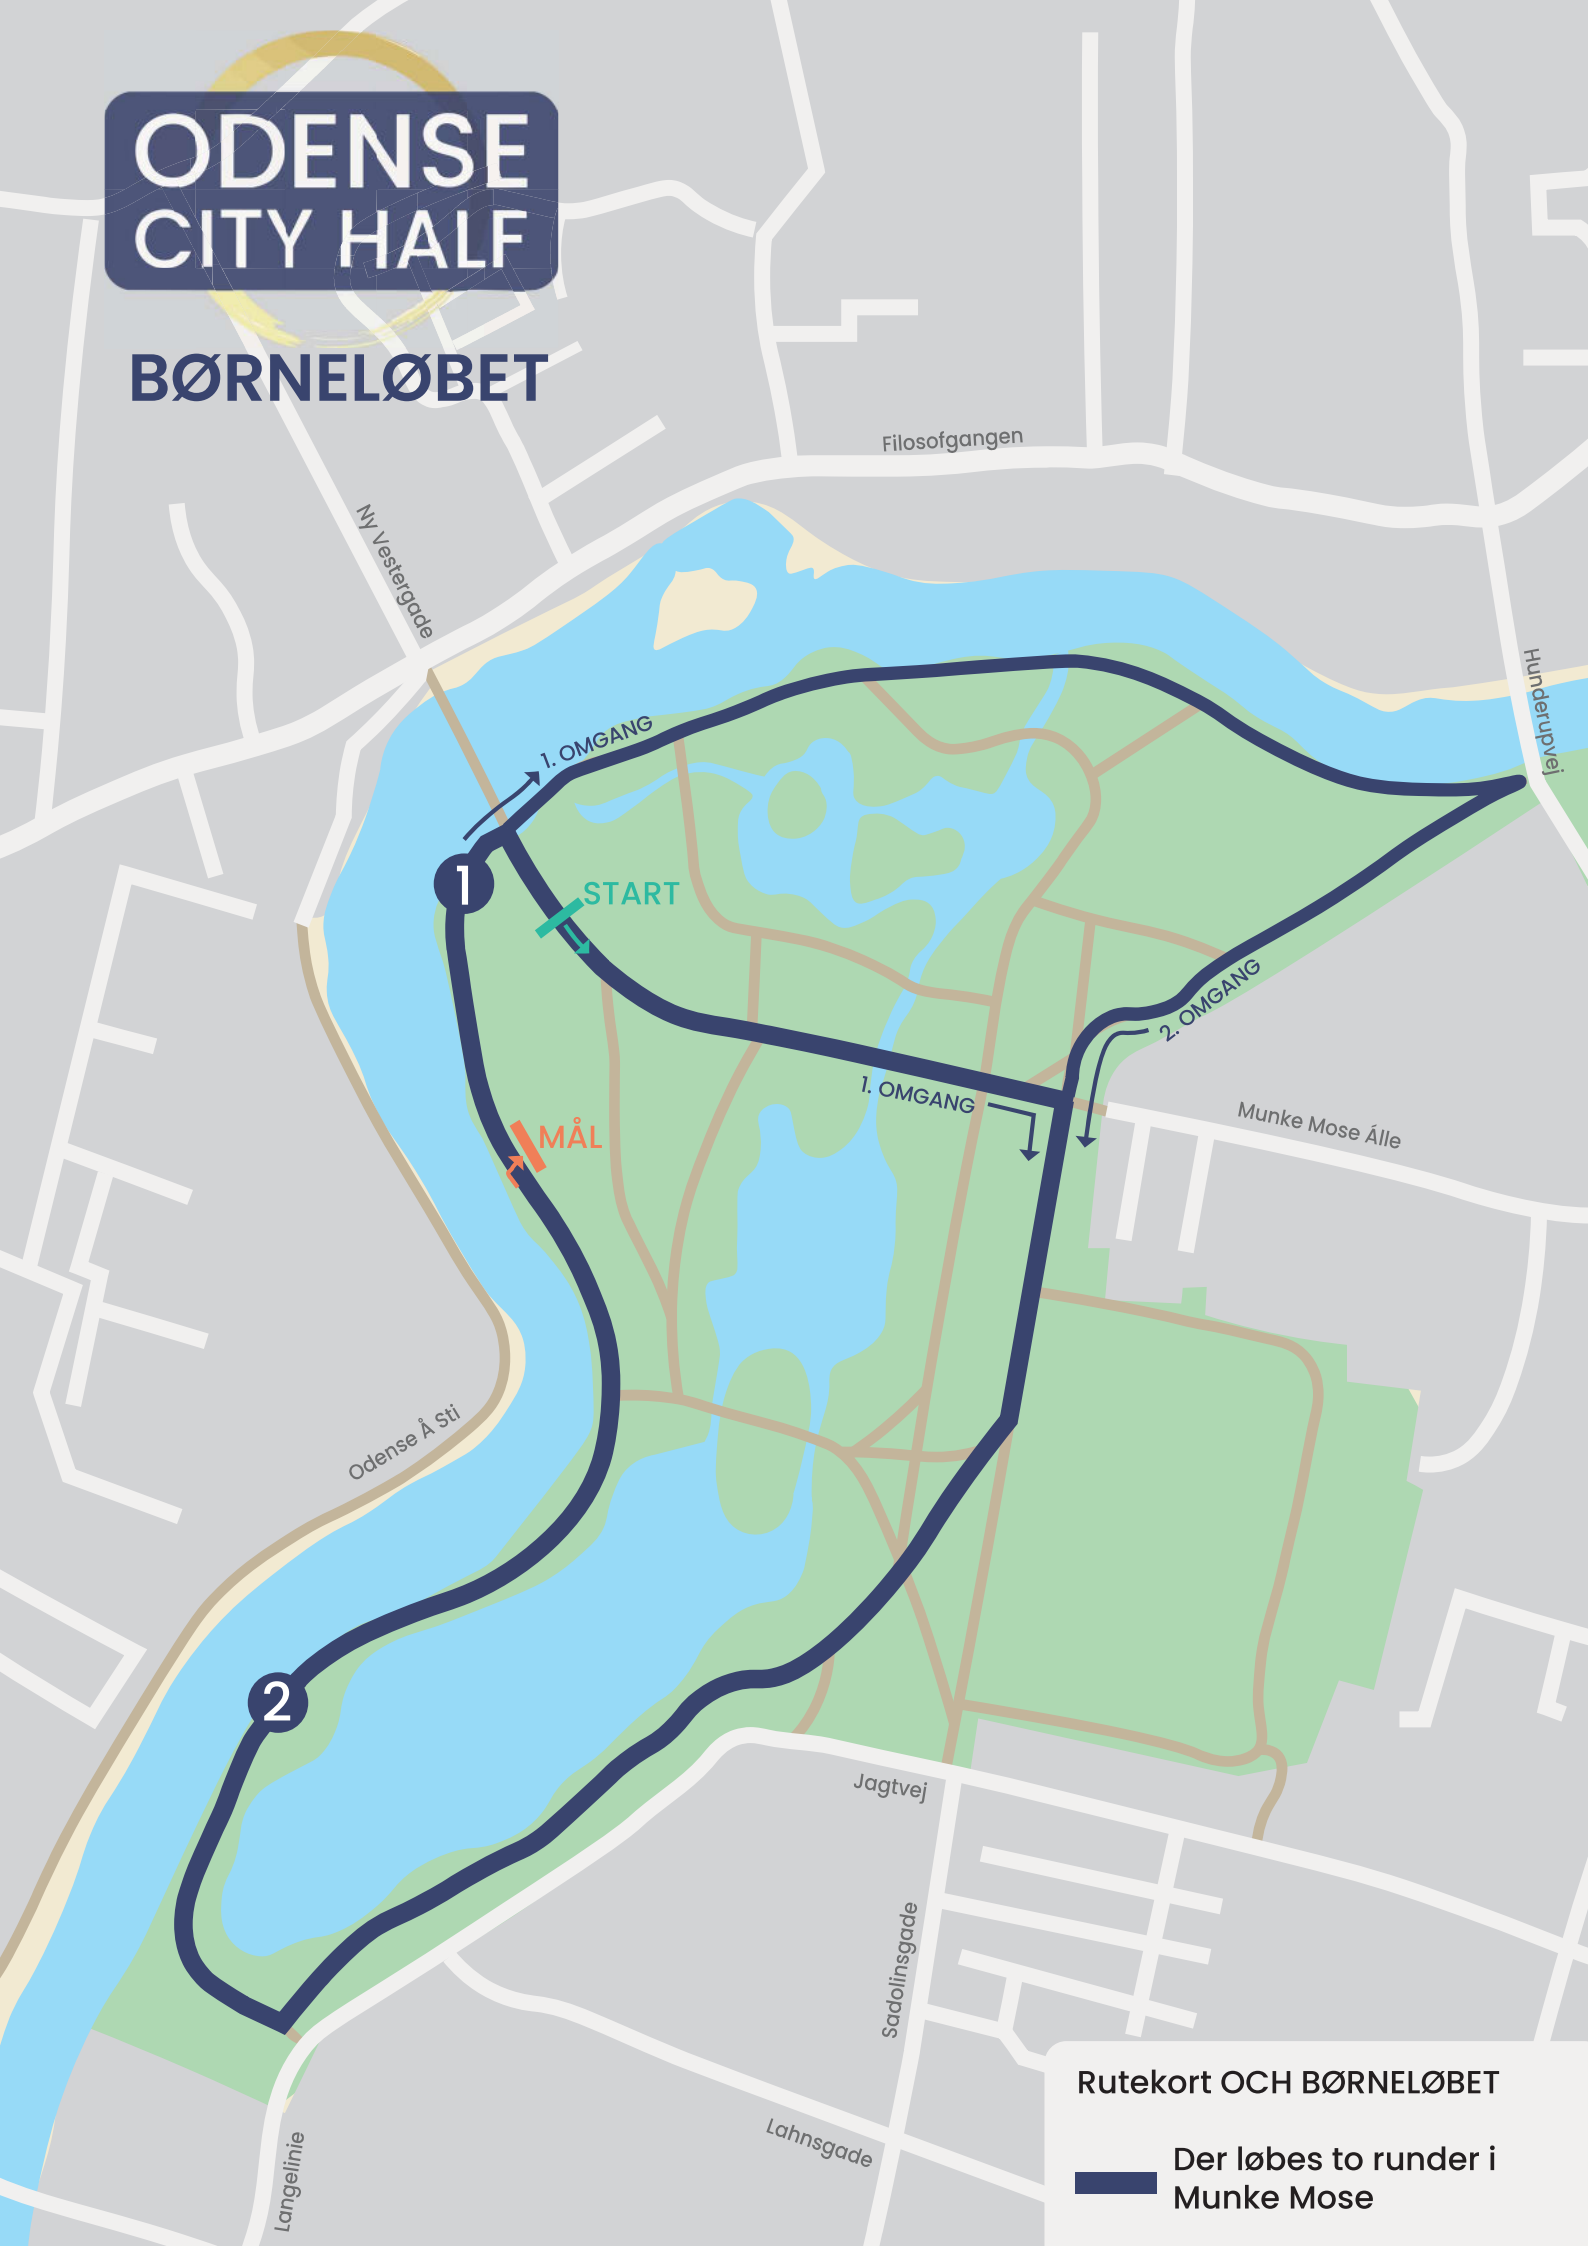 ODENSE
CITY HALF
BØRNELØBET
Filosofgangen
Ny Vestergade
Hunderupvej
1. OMGANG
1
START
2. OMGANG
1. OMGANG
Munke Mose Álle
MÅL
Odense Å Sti
2
Jagtvej
Sadolinsgade
Lahnsgade
Langelinie
Rutekort OCH BØRNELØBET
Der løbes to runder i
Munke Mose